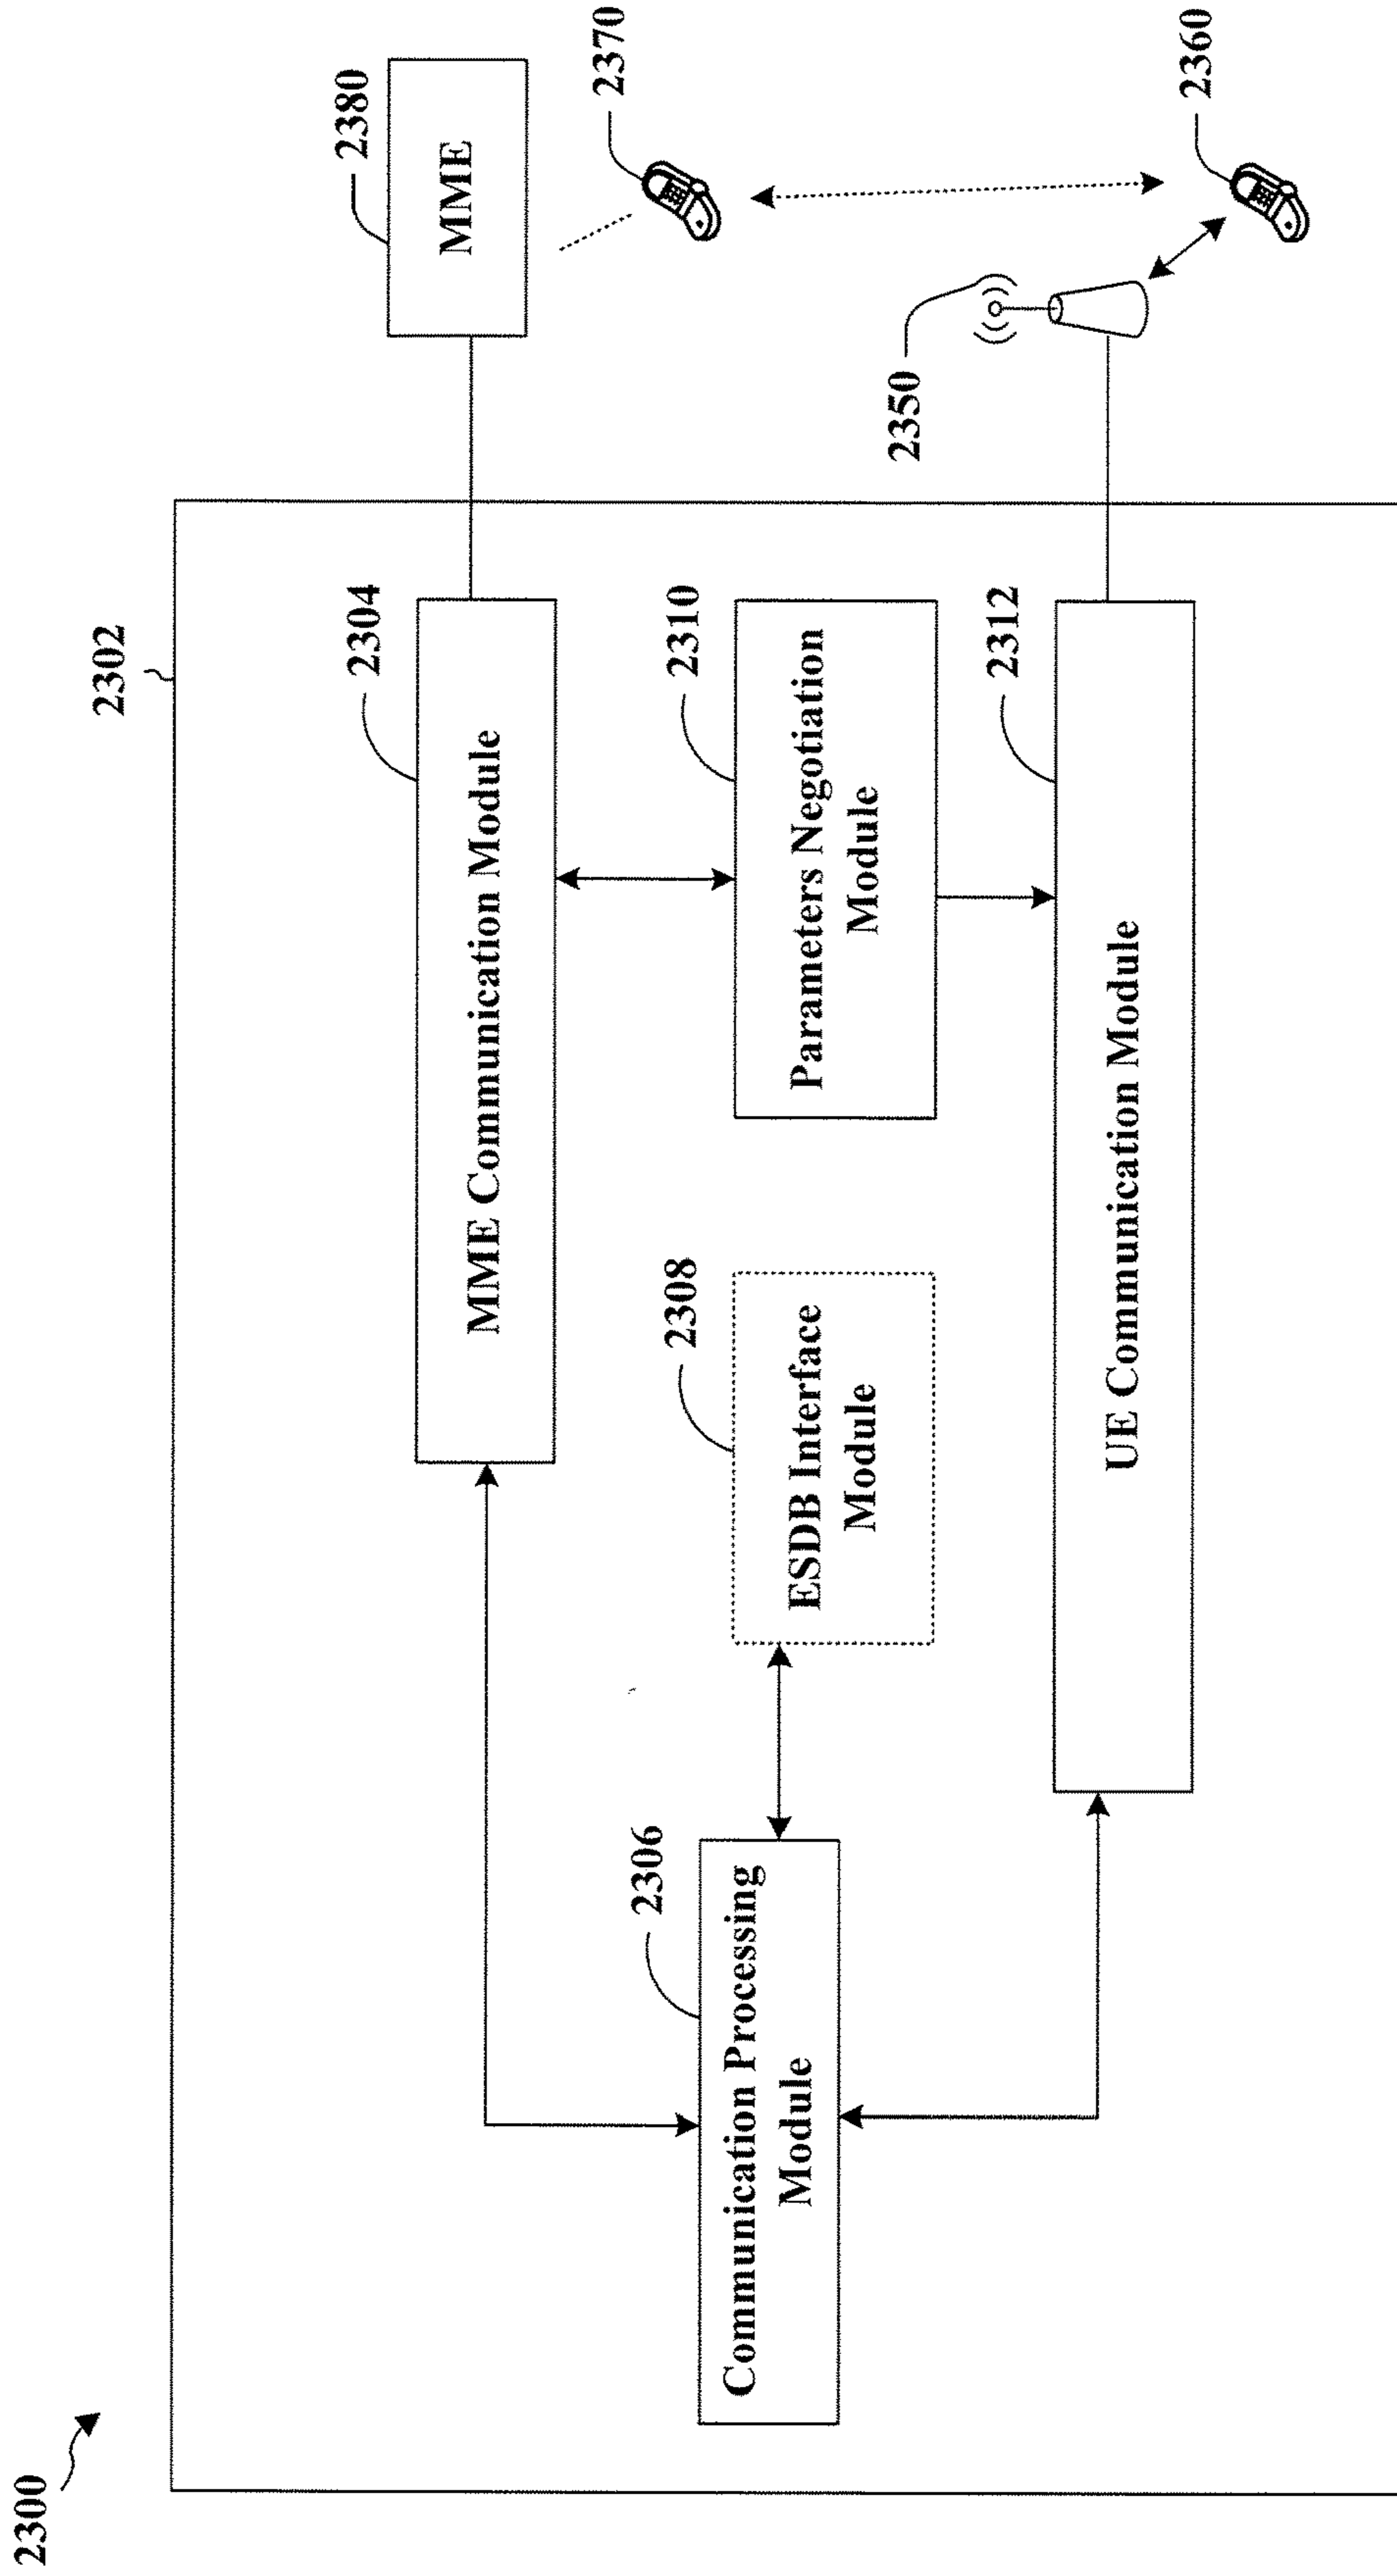 2300
2302
2380
MME
2370
2304
MME Communication Module
2350
2360
2306
Communication Processing
Module
2308
ESDB Interface
Module
2310
Parameters Negotiation
Module
2312
UE Communication Module